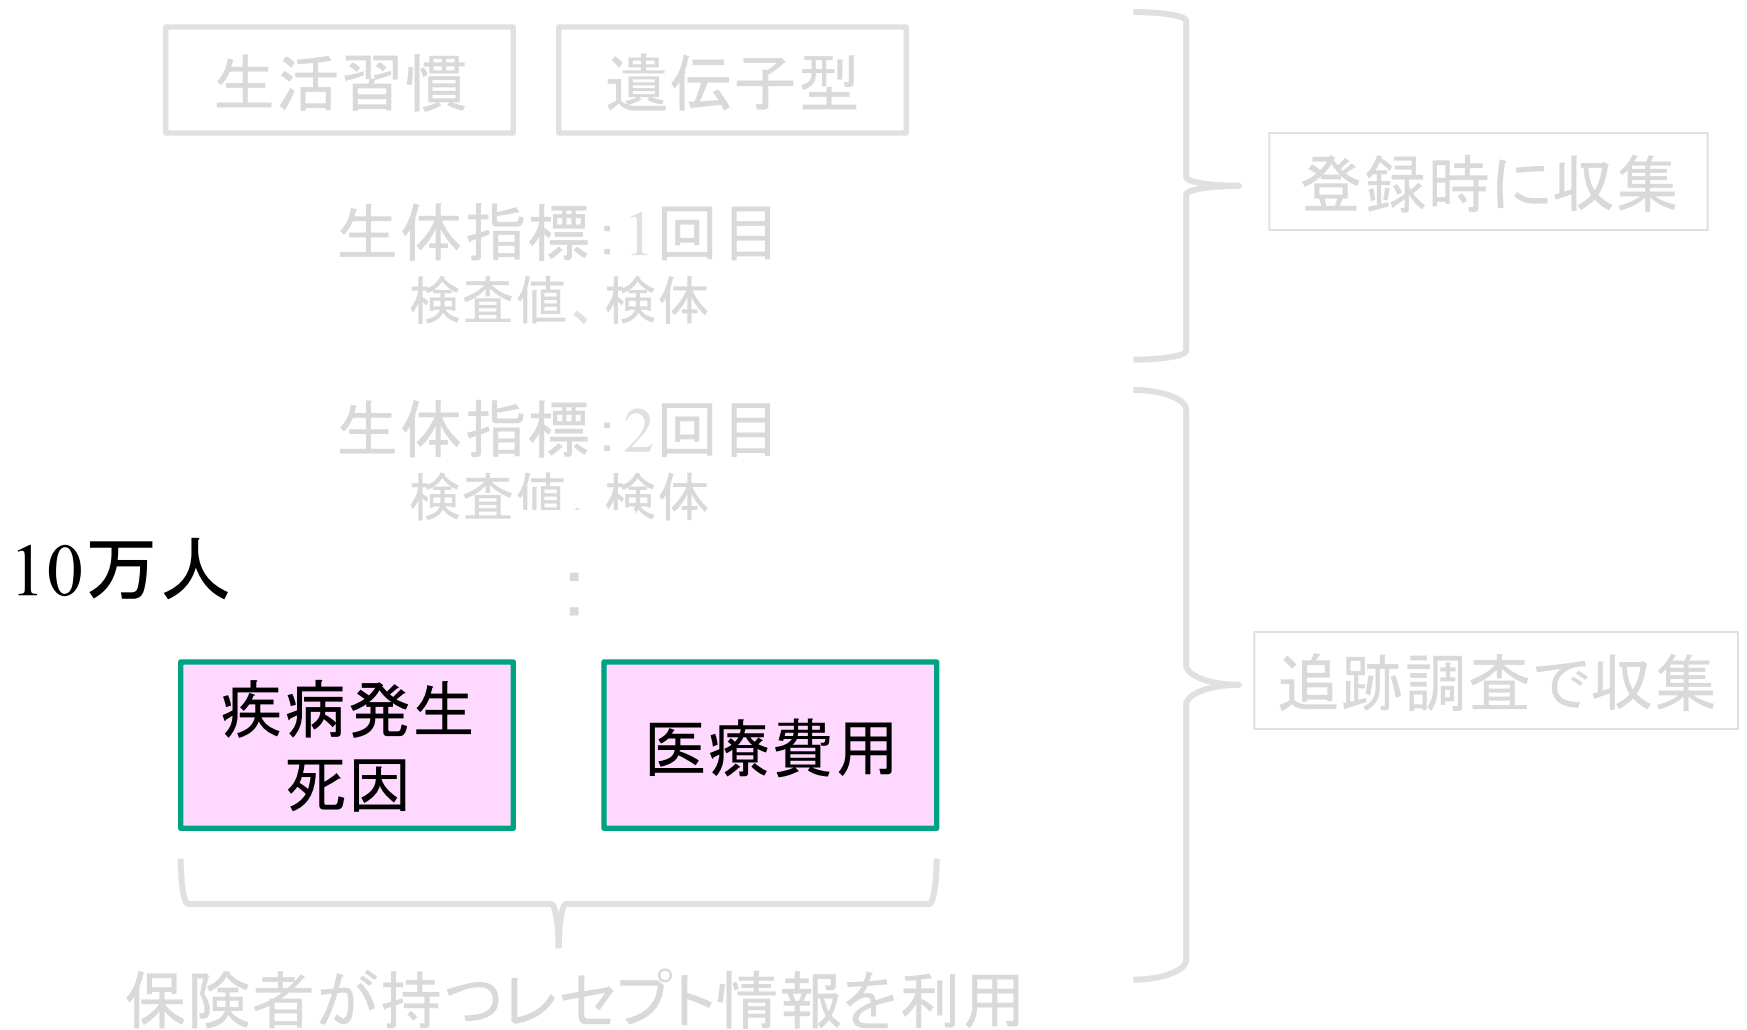 生活習慣
遺伝子型
登録時に収集
生体指標：1回目
検査値、検体
生体指標：2回目
検査値、検体
10万人
：
疾病発生
死因
医療費用
追跡調査で収集
保険者が持つレセプト情報を利用